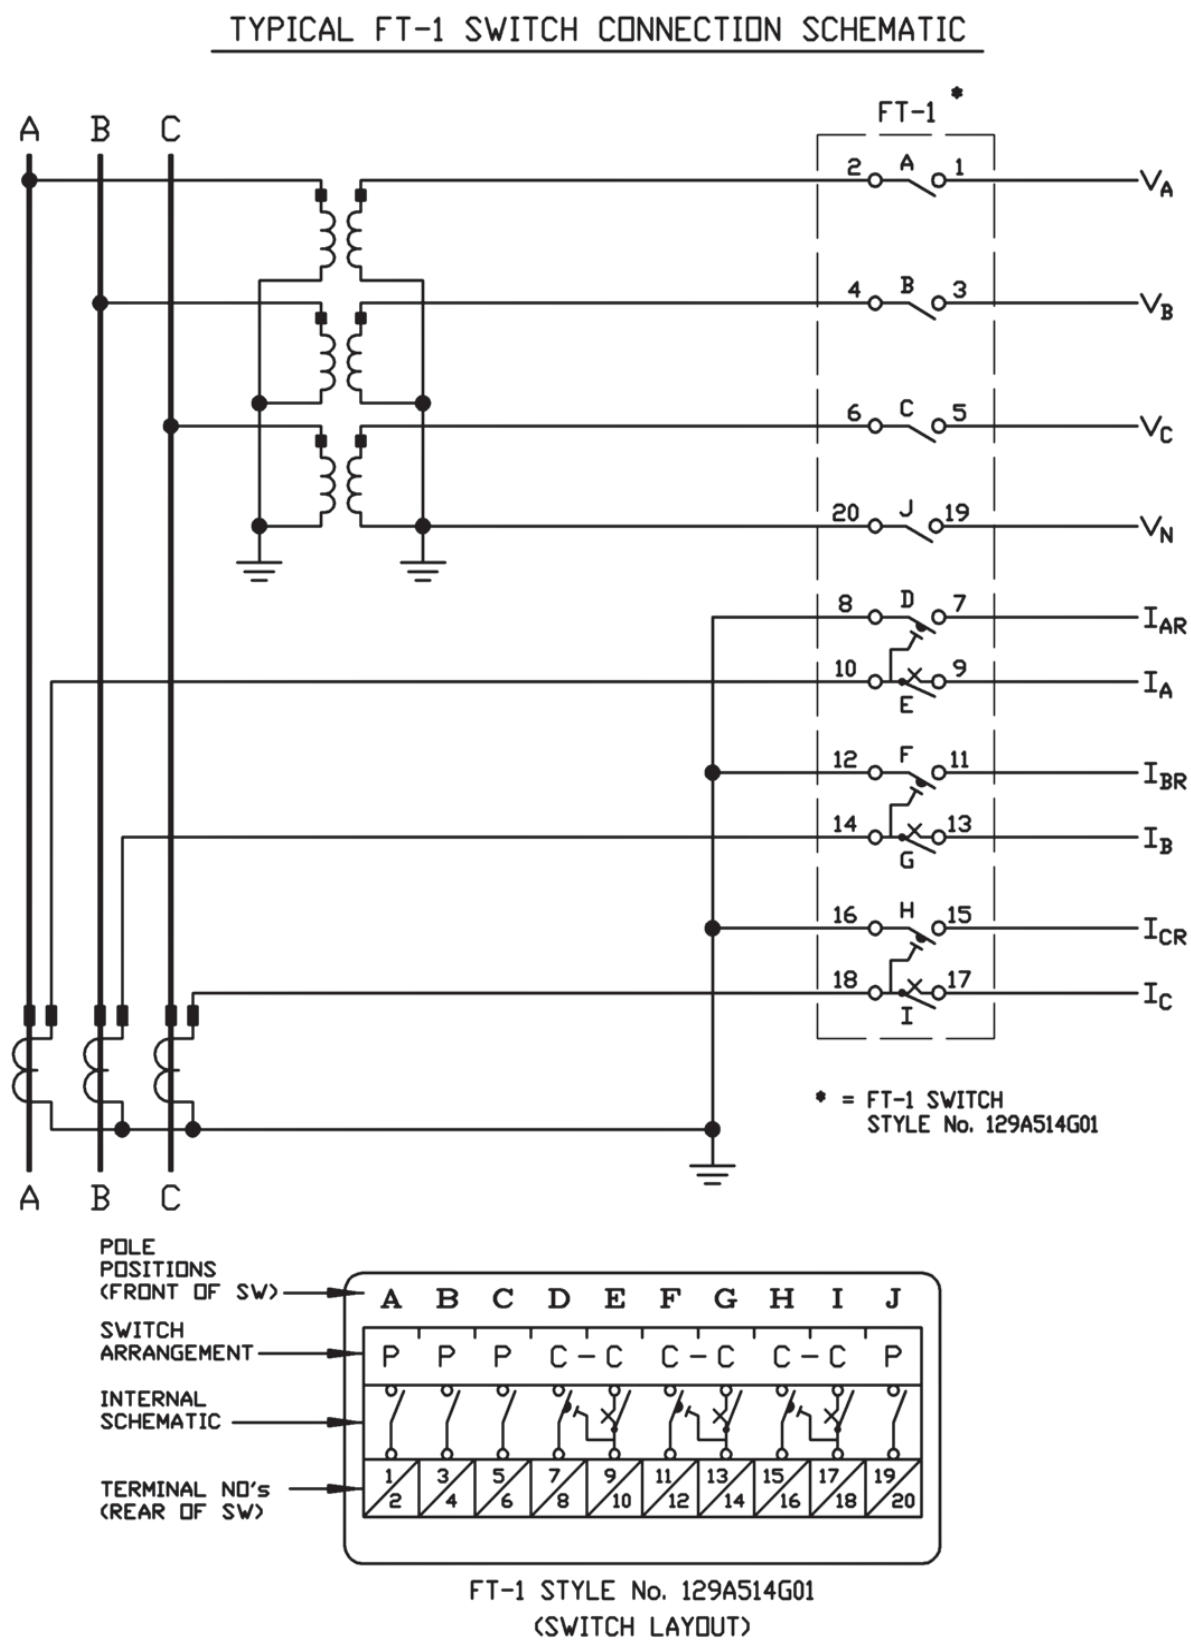 TYPICAL FT-1 SWITCH CONNECTION SCHEMATIC
FT-1 *
A B C
2 A 1 VA
4 B 3 VB
6 C 5 VC
20 J 19 VN
8 D 7 IAR
10 9 IA
E
12 F 11 IBR
14 13 IB
G
16 H 15 ICR
18 17 IC
I
* = FT-1 SWITCH
STYLE No. 129A514G01
A B C
POLE
POSITIONS
(FRONT OF SW)
A B C D E F G H I J
SWITCH
ARRANGEMENT
P P P C-C C-C C-C P
INTERNAL
SCHEMATIC
TERMINAL NO's
(REAR OF SW)
1 3 5 7 9 11 13 15 17 19
2 4 6 8 10 12 14 16 18 20
FT-1 STYLE No. 129A514G01
(SWITCH LAYOUT)